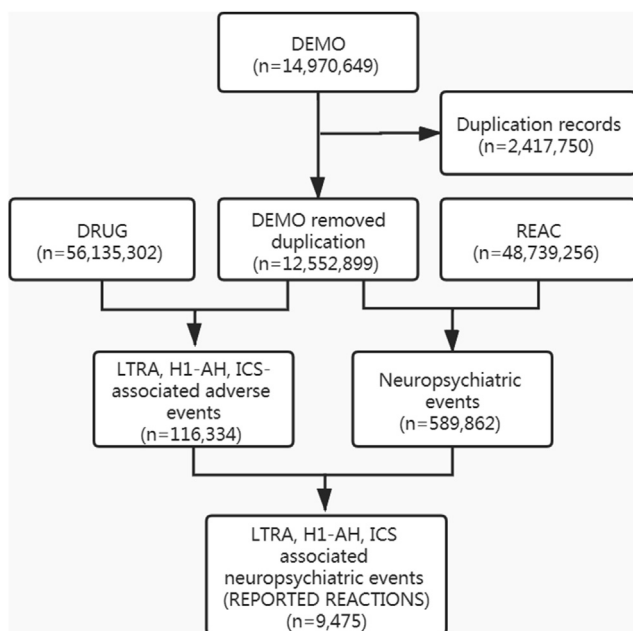 DEMO
(n=14,970,649)
Duplication records
(n=2,417,750)
DRUG
(n=56,135,302)
DEMO removed
duplication
(n=12,552,899)
REAC
(n=48,739,256)
LTRA, H1-AH, ICS-
associated adverse
events
(n=116,334)
Neuropsychiatric
events
(n=589,862)
LTRA, H1-AH, ICS
associated
neuropsychiatric events
(REPORTED REACTIONS)
(n=9,475)